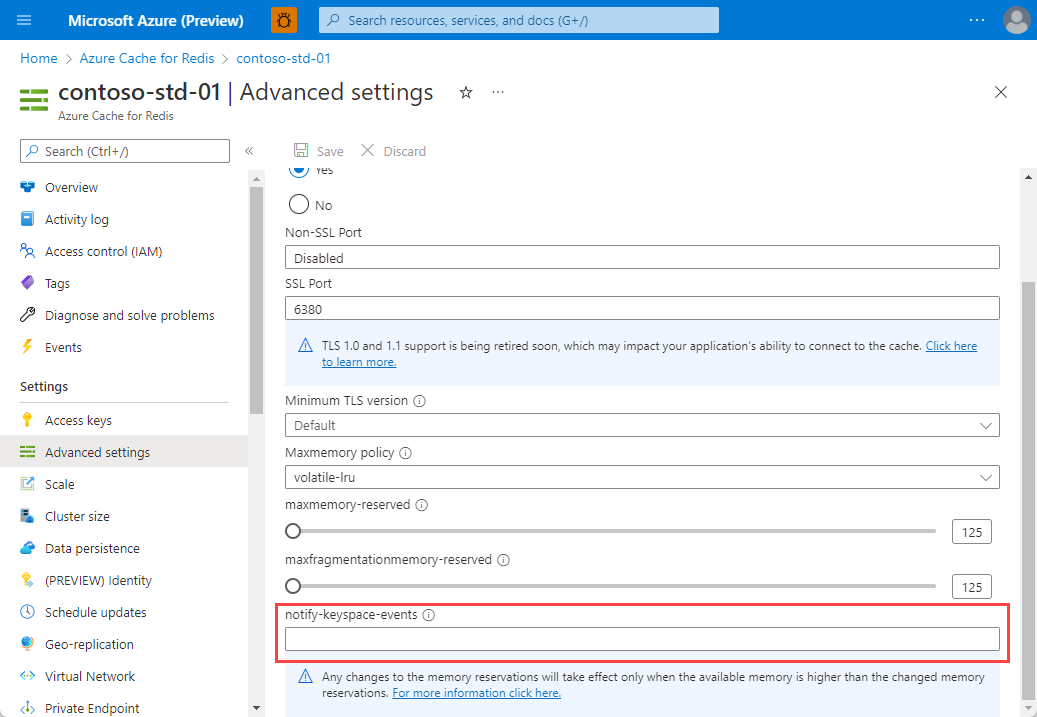 Microsoft Azure (Preview)
Search resources, services, and docs (G+/)
Home > Azure Cache for Redis > contoso-std-01
contoso-std-01 | Advanced settings
Azure Cache for Redis
Search (Ctrl+/)
Overview
Activity log
Access control (IAM)
Tags
Diagnose and solve problems
Events
Settings
Access keys
Advanced settings
Scale
Cluster size
Data persistence
(PREVIEW) Identity
Schedule updates
Geo-replication
Virtual Network
Private Endpoint
Save
Discard
Yes
No
Non-SSL Port
Disabled
SSL Port
6380
TLS 1.0 and 1.1 support is being retired soon, which may impact your application's ability to connect to the cache. Click here
to learn more.
Minimum TLS version
Default
Maxmemory policy
volatile-lru
maxmemory-reserved
125
maxfragmentationmemory-reserved
125
notify-keyspace-events
Any changes to the memory reservations will take effect only when the available memory is higher than the changed memory
reservations. For more information click here.